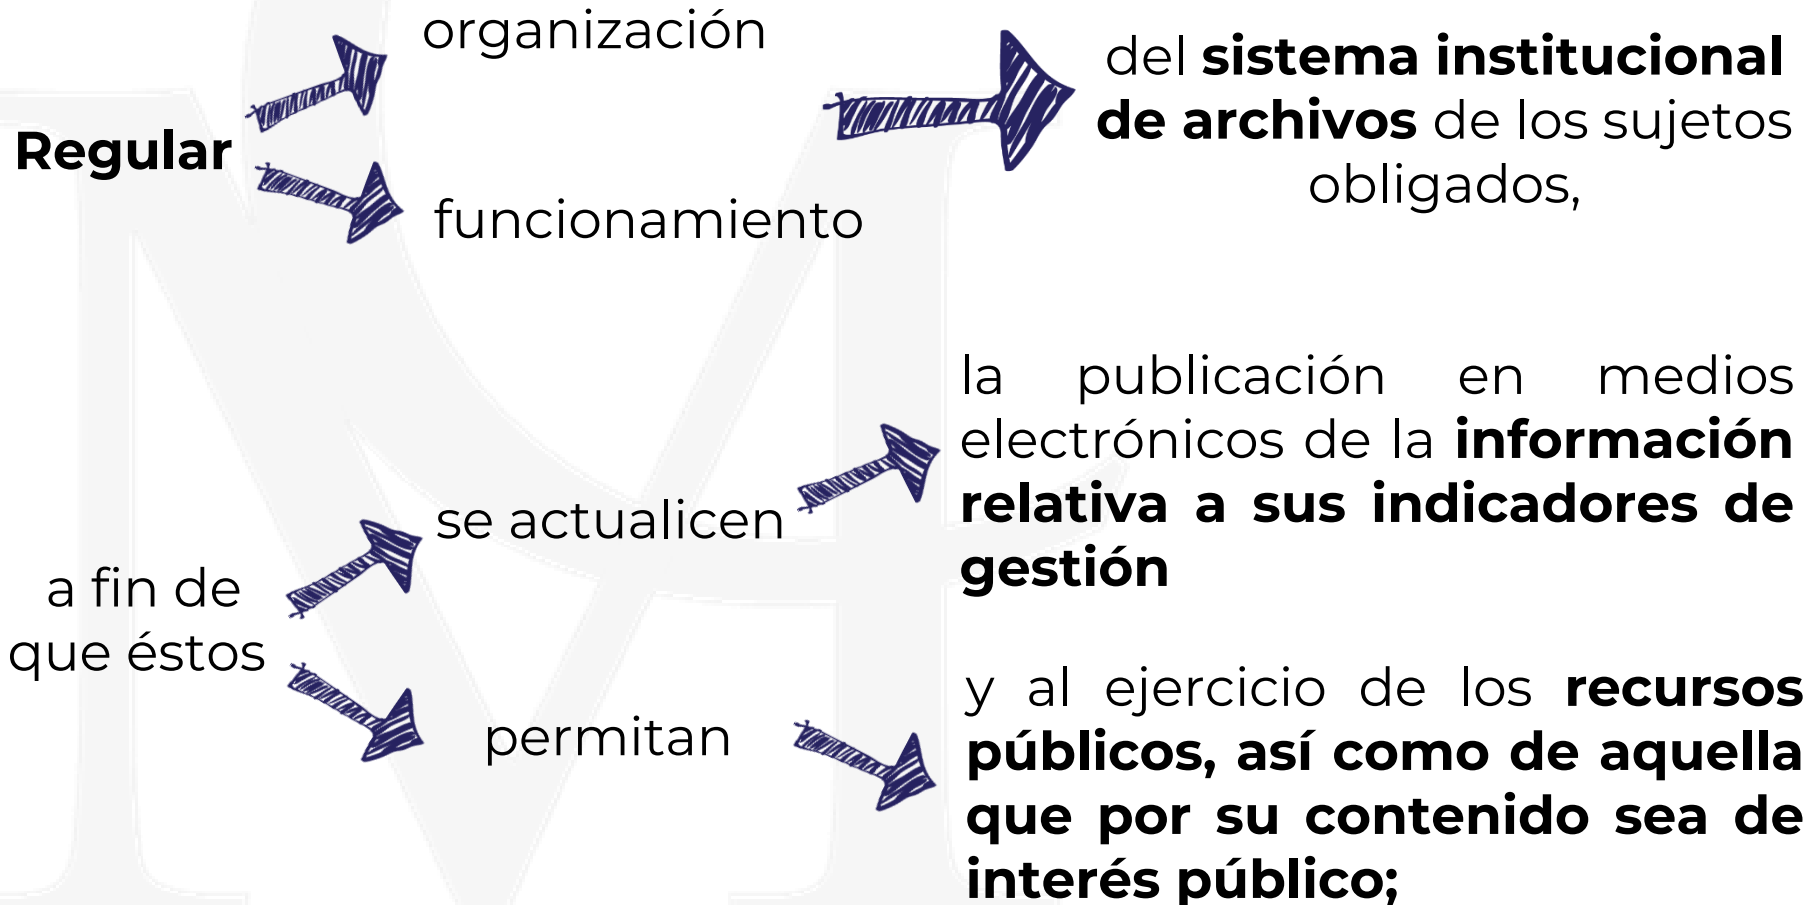 Regular
organización
funcionamiento
del sistema institucional
de archivos de los sujetos
obligados,
a fin de
que éstos
se actualicen
permitan
la publicación en medios
electrónicos de la información
relativa a sus indicadores de
gestión
y al ejercicio de los recursos
públicos, así como de aquella
que por su contenido sea de
interés público;